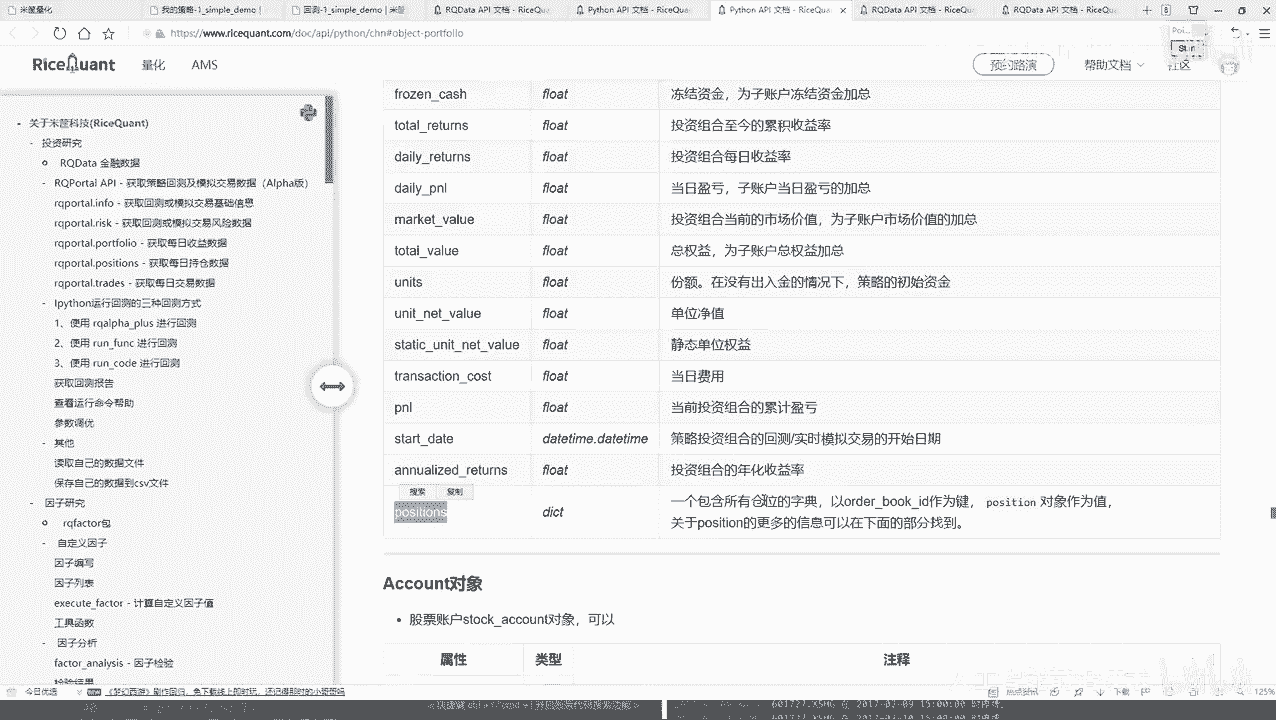 米筐量化
我的策略-1_simple_demo |
回测-1_simple_demo | 米筐
RQData API 文档 - RiceQua
Python API 文档 - RiceQua
Python API 文档 - RiceQua
RQData API 文档 - RiceQua
RQData API 文档 - RiceQu
https://www.ricequant.com/doc/api/python/chn#object-portfolio
RiceQuant
量化
AMS
预约路演
帮助文档
社区
- 关于米筐科技(RiceQuant)
- 投资研究
RQData 金融数据
- RQPortal API - 获取策略回测及模拟交易数据（Alpha版）
rqportal.info - 获取回测或模拟交易基础信息
rqportal.risk - 获取回测或模拟交易风险数据
rqportal.portfolio - 获取每日收益数据
rqportal.positions - 获取每日持仓数据
rqportal.trades - 获取每日交易数据
- Ipython运行回测的三种回测方式
1、使用 rqalpha_plus 进行回测
2、使用 run_func 进行回测
3、使用 run_code 进行回测
获取回测报告
查看运行命令帮助
参数调优
- 其他
读取自己的数据文件
保存自己的数据到csv文件
- 因子研究
rqfactor包
- 自定义因子
因子编写
因子列表
execute_factor - 计算自定义因子值
工具函数
- 因子分析
factor_analysis - 因子检验
检验结果
frozen_cash float 冻结资金，为子账户冻结资金加总
total_returns float 投资组合至今的累积收益率
daily_returns float 投资组合每日收益率
daily_pnl float 当日盈亏，子账户当日盈亏的加总
market_value float 投资组合当前的市场价值，为子账户市场价值的加总
total_value float 总权益，为子账户总权益加总
units float 份额。在没有出入金的情况下，策略的初始资金
unit_net_value float 单位净值
static_unit_net_value float 静态单位权益
transaction_cost float 当日费用
pnl float 当前投资组合的累计盈亏
start_date datetime.datetime 策略投资组合的回测/实时模拟交易的开始日期
annualized_returns float 投资组合的年化收益率
搜索 复制
positions dict 一个包含所有仓位的字典，以order_book_id作为键， position 对象作为值，
关于position的更多的信息可以在下面的部分找到。
Account对象
• 股票账户stock_account对象，可以
属性 类型 注释
今日优选
125%